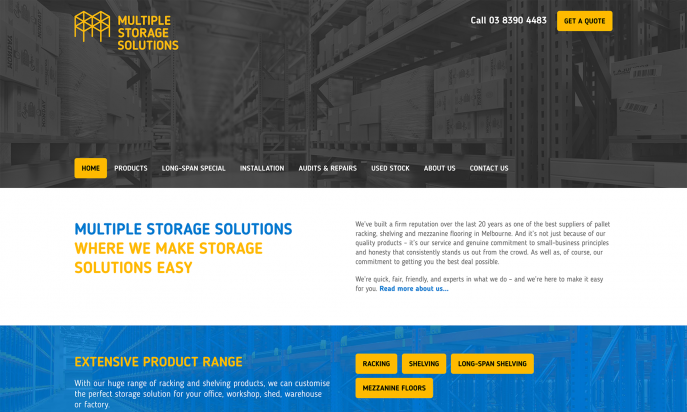 MULTIPLE
STORAGE
SOLUTIONS
Call 03 8390 4483
GET A QUOTE
HOME
PRODUCTS
LONG-SPAN SPECIAL
INSTALLATION
AUDITS & REPAIRS
USED STOCK
ABOUT US
CONTACT US
MULTIPLE STORAGE SOLUTIONS
WHERE WE MAKE STORAGE
SOLUTIONS EASY
We've built a firm reputation over the last 20 years as one of the best suppliers of pallet
racking, shelving and mezzanine flooring in Melbourne. And it's not just because of our
quality products – it's our service and genuine commitment to small-business principles
and honesty that consistently stands us out from the crowd. As well as, of course, our
commitment to getting you the best deal possible.
We're quick, fair, friendly, and experts in what we do – and we're here to make it easy
for you. Read more about us...
EXTENSIVE PRODUCT RANGE
With our huge range of racking and shelving products, we can customise
the perfect storage solution for your office, workshop, shed, warehouse
or factory.
RACKING
SHELVING
LONG-SPAN SHELVING
MEZZANINE FLOORS